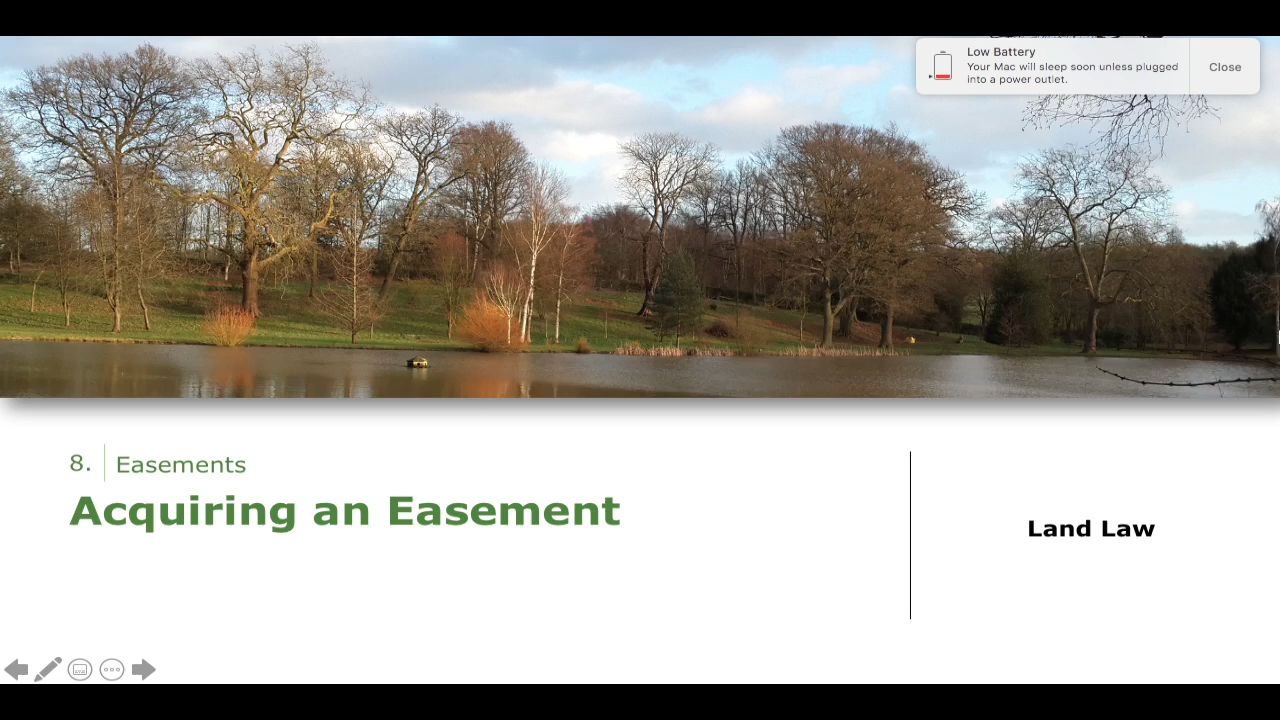 Low Battery
Your Mac will sleep soon unless plugged
into a power outlet.
Close
8.
Easements
Acquiring an Easement
Land Law